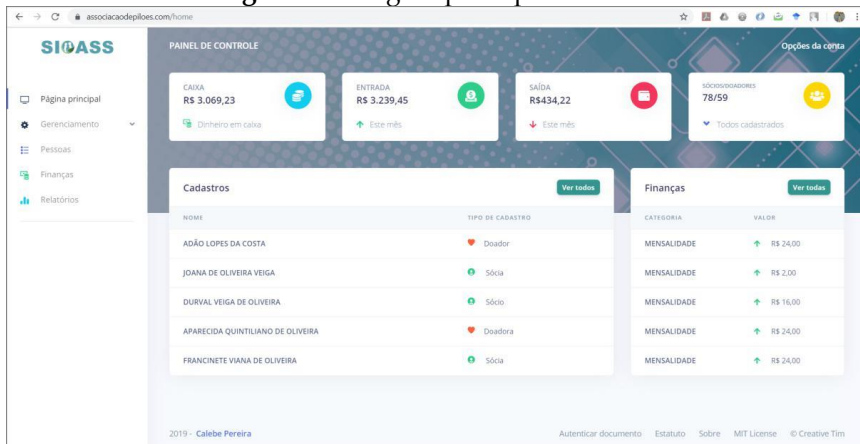 associacaodepiloes.com/home
SIOASS
PAINEL DE CONTROLE
Opções da conta
Página principal
Gerenciamento
Pessoas
Finanças
Relatórios
CAIXA
R$ 3.069,23
Dinheiro em caixa
ENTRADA
R$ 3.239,45
Este mês
SAÍDA
R$434,22
Este mês
SÓCIOS/DOADORES
78/59
Todos cadastrados
Cadastros
Ver todos
NOME TIPO DE CADASTRO
ADÃO LOPES DA COSTA Doador
JOANA DE OLIVEIRA VEIGA Sócia
DURVAL VEIGA DE OLIVEIRA Sócio
APARECIDA QUINTILIANO DE OLIVEIRA Doadora
FRANCINETE VIANA DE OLIVEIRA Sócia
Finanças
Ver todas
CATEGORIA VALOR
MENSALIDADE R$ 24,00
MENSALIDADE R$ 2,00
MENSALIDADE R$ 16,00
MENSALIDADE R$ 24,00
MENSALIDADE R$ 24,00
2019 - Calebe Pereira
Autenticar documento Estatuto Sobre MIT License © Creative Tim